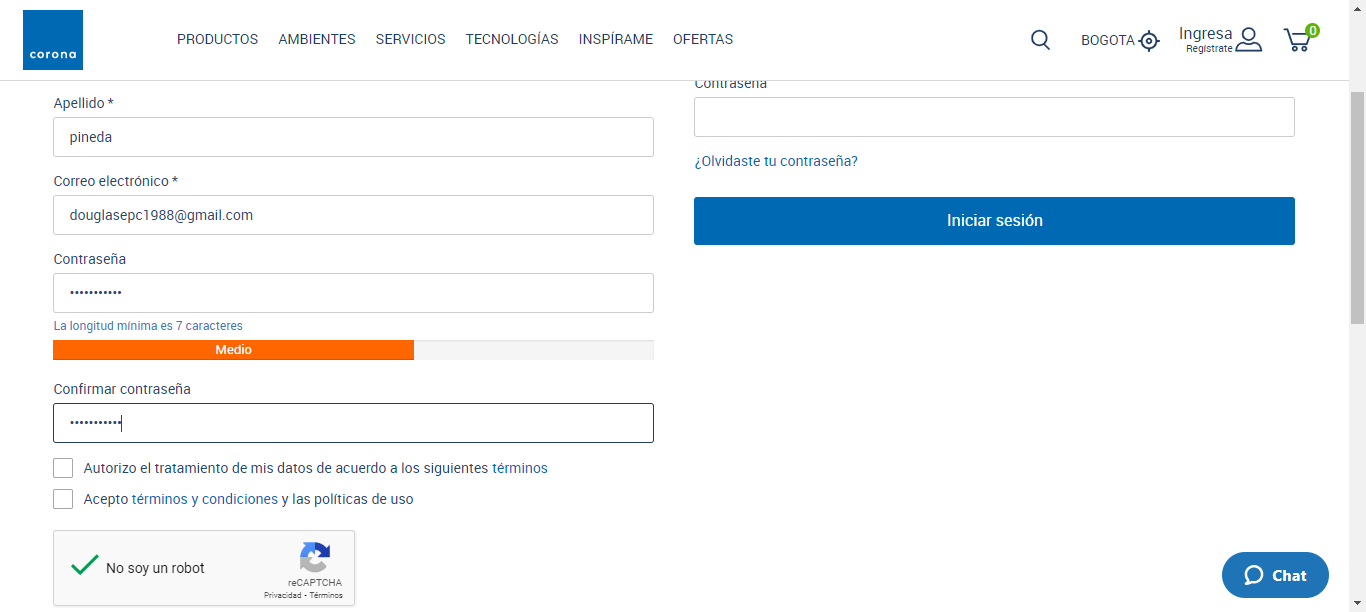 corona
PRODUCTOS AMBIENTES SERVICIOS TECNOLOGÍAS INSPÍRAME OFERTAS
BOGOTA
Ingresa
Regístrate
0
Apellido *
pineda
Correo electrónico *
douglasepc1988@gmail.com
Contraseña
•••••••••••
La longitud mínima es 7 caracteres
Medio
Confirmar contraseña
•••••••••••
Autorizo el tratamiento de mis datos de acuerdo a los siguientes términos
Acepto términos y condiciones y las políticas de uso
No soy un robot
reCAPTCHA
Privacidad - Términos
Contraseña
¿Olvidaste tu contraseña?
Iniciar sesión
Chat